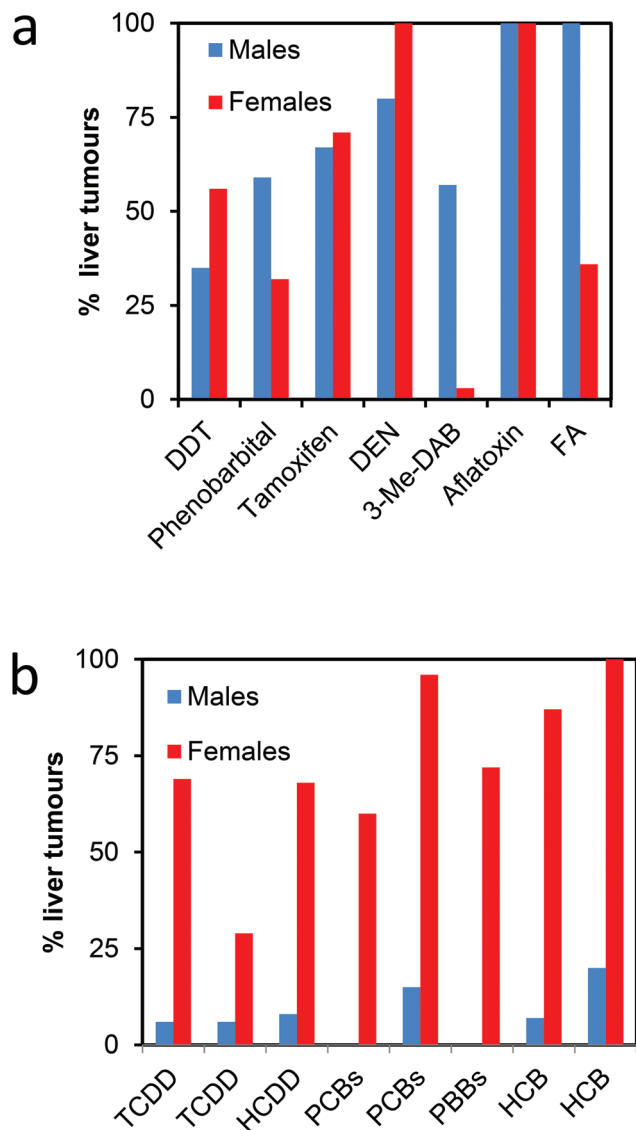 a
% liver tumours
100
75
50
25
0
Males
Females
DDT
Phenobarbital
Tamoxifen
DEN
3-Me-DAB
Aflatoxin
FA
b
% liver tumours
100
75
50
25
0
Males
Females
TCDD
TCDD
HCDD
PCBs
PCBs
PBBs
HCB
HCB